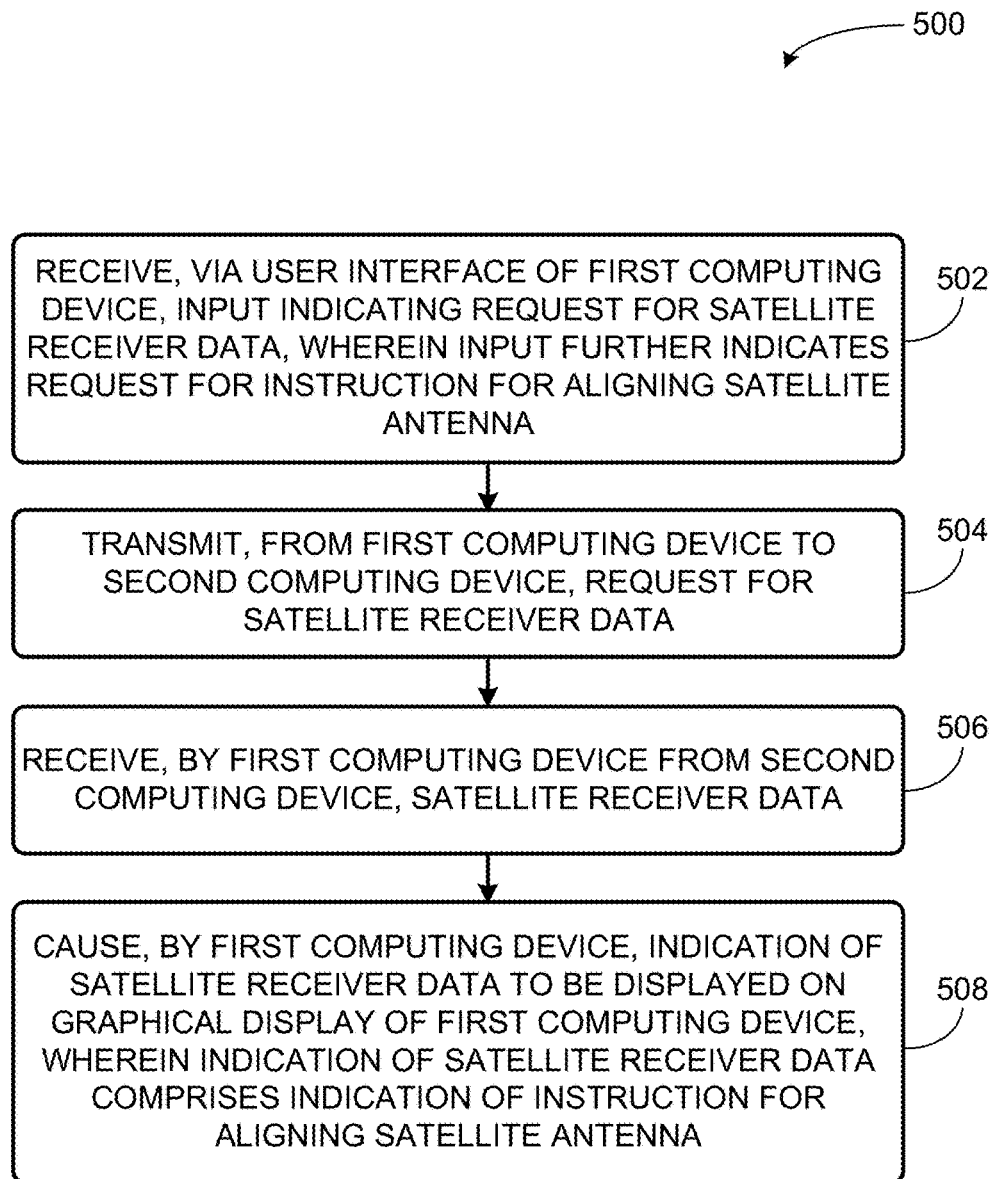 500
RECEIVE, VIA USER INTERFACE OF FIRST COMPUTING
DEVICE, INPUT INDICATING REQUEST FOR SATELLITE
RECEIVER DATA, WHEREIN INPUT FURTHER INDICATES
REQUEST FOR INSTRUCTION FOR ALIGNING SATELLITE
ANTENNA
502
TRANSMIT, FROM FIRST COMPUTING DEVICE TO
SECOND COMPUTING DEVICE, REQUEST FOR
SATELLITE RECEIVER DATA
504
RECEIVE, BY FIRST COMPUTING DEVICE FROM SECOND
COMPUTING DEVICE, SATELLITE RECEIVER DATA
506
CAUSE, BY FIRST COMPUTING DEVICE, INDICATION OF
SATELLITE RECEIVER DATA TO BE DISPLAYED ON
GRAPHICAL DISPLAY OF FIRST COMPUTING DEVICE,
WHEREIN INDICATION OF SATELLITE RECEIVER DATA
COMPRISES INDICATION OF INSTRUCTION FOR
ALIGNING SATELLITE ANTENNA
508